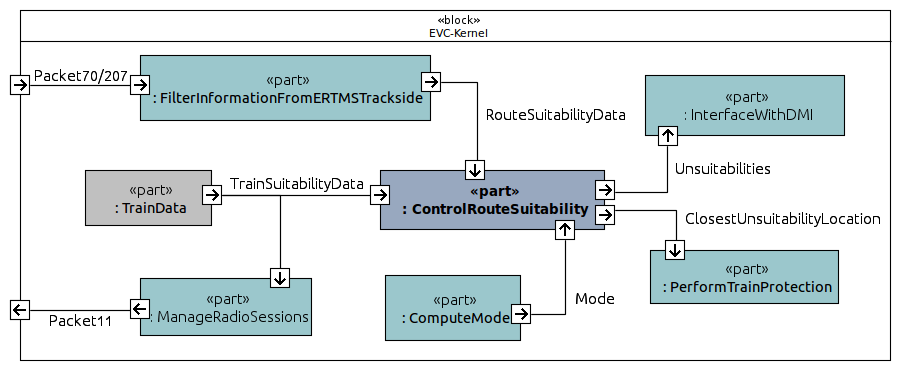 «block»
EVC-Kernel
Packet70/207
«part»
: FilterInformationFromERTMSTrackside
RouteSuitabilityData
«part»
: InterfaceWithDMI
Unsuitabilities
«part»
: TrainData
TrainSuitabilityData
«part»
: ControlRouteSuitability
ClosestUnsuitabilityLocation
«part»
: PerformTrainProtection
Packet11
«part»
: ManageRadioSessions
«part»
: ComputeMode
Mode